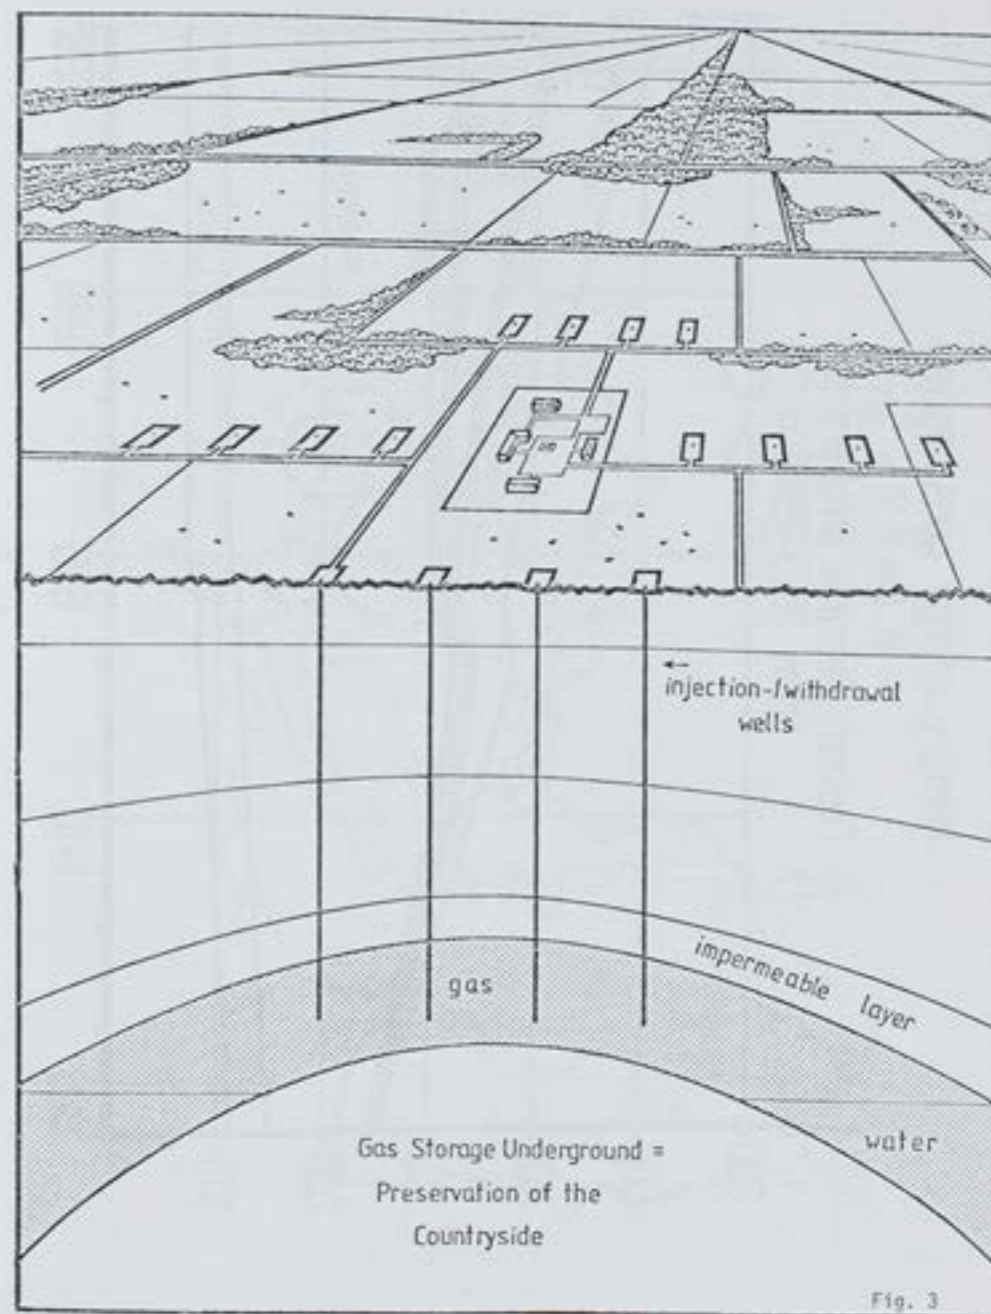 injection-/withdrawal
wells
impermeable layer
gas
water
Gas Storage Underground =
Preservation of the
Countryside
Fig. 3